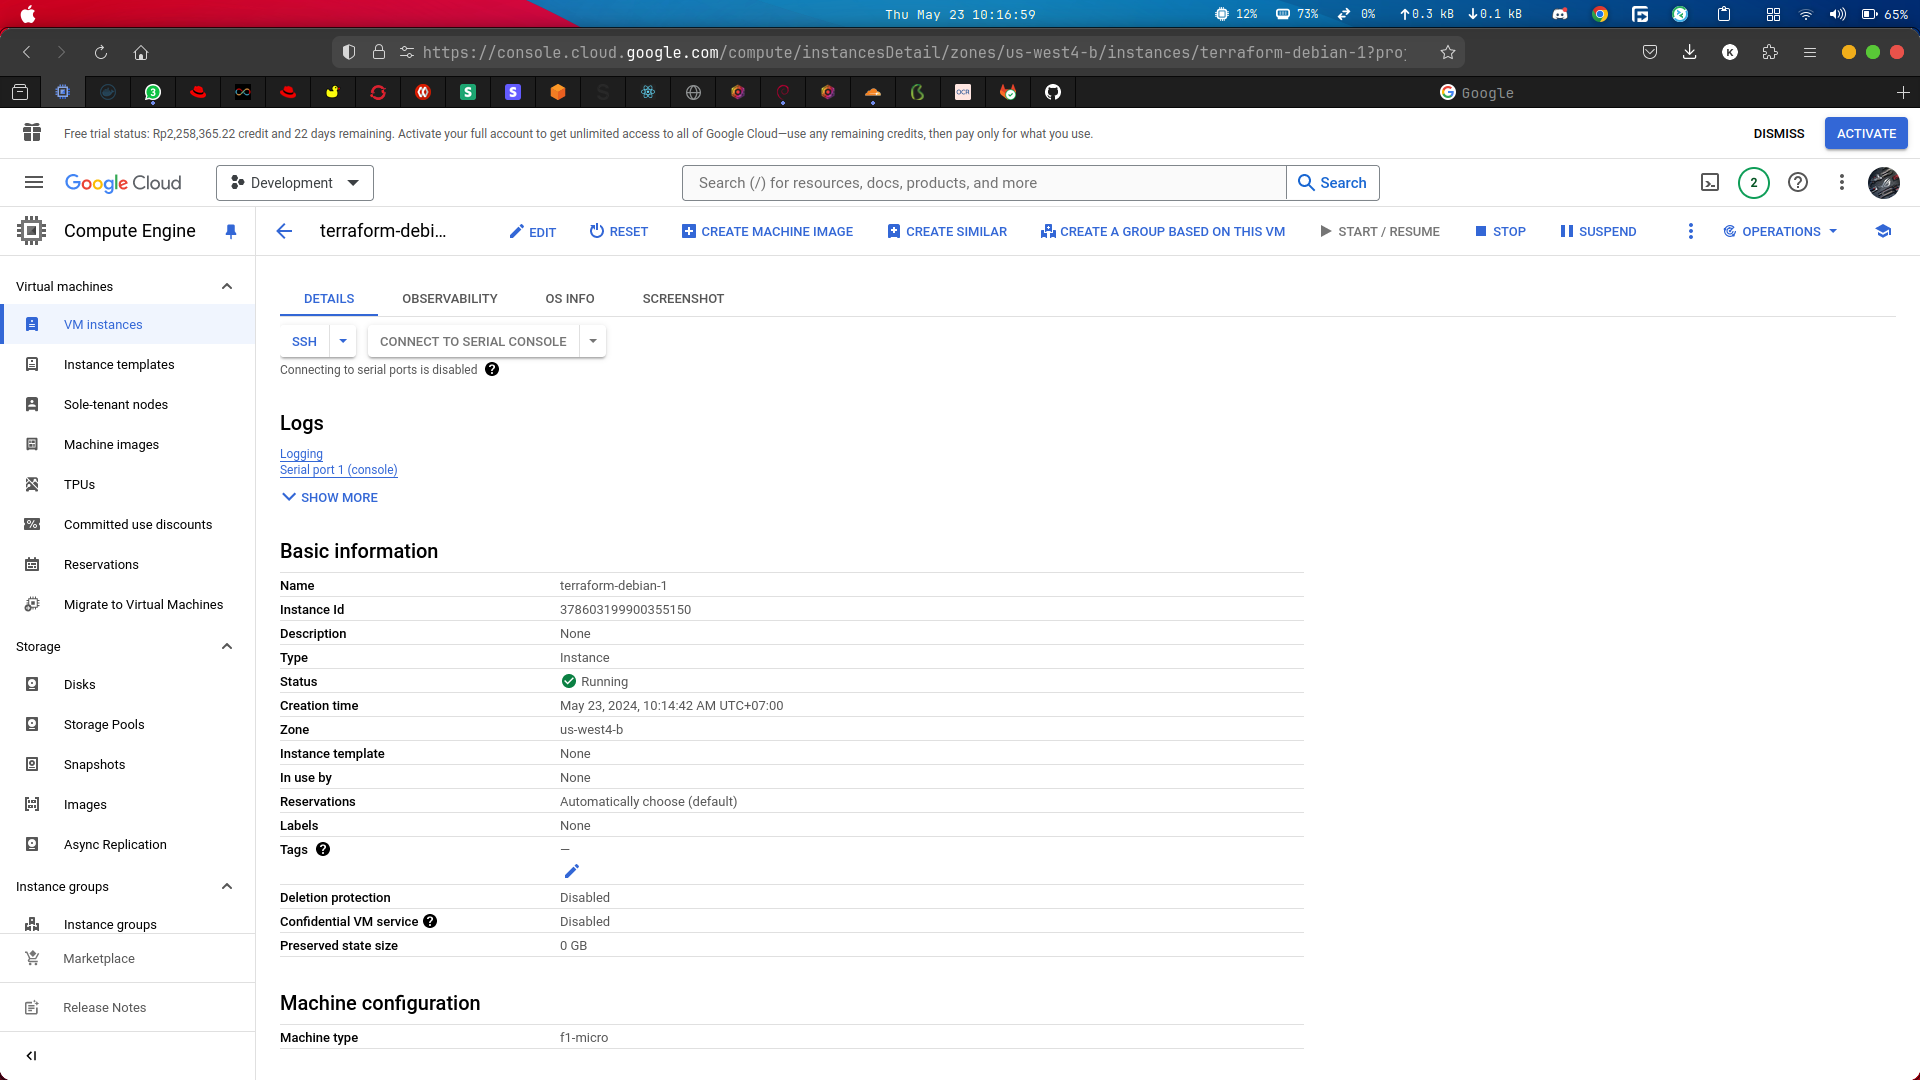 Thu May 23 10:16:59
12%
73%
0%
↑0.3 kB ↓0.1 kB
65%
https://console.cloud.google.com/compute/instancesDetail/zones/us-west4-b/instances/terraform-debian-1?pro
K
3
S
S
S
OCR
Google
Free trial status: Rp2,258,365.22 credit and 22 days remaining. Activate your full account to get unlimited access to all of Google Cloud—use any remaining credits, then pay only for what you use.
DISMISS
ACTIVATE
Google Cloud
Development
Search (/) for resources, docs, products, and more
Search
2
Compute Engine
terraform-debi...
EDIT
RESET
CREATE MACHINE IMAGE
CREATE SIMILAR
CREATE A GROUP BASED ON THIS VM
START / RESUME
STOP
SUSPEND
OPERATIONS
Virtual machines
VM instances
Instance templates
Sole-tenant nodes
Machine images
TPUs
Committed use discounts
Reservations
Migrate to Virtual Machines
Storage
Disks
Storage Pools
Snapshots
Images
Async Replication
Instance groups
Instance groups
Marketplace
Release Notes
DETAILS
OBSERVABILITY
OS INFO
SCREENSHOT
SSH
CONNECT TO SERIAL CONSOLE
Connecting to serial ports is disabled
Logs
Logging
Serial port 1 (console)
SHOW MORE
Basic information
Name terraform-debian-1
Instance Id 378603199900355150
Description None
Type Instance
Status Running
Creation time May 23, 2024, 10:14:42 AM UTC+07:00
Zone us-west4-b
Instance template None
In use by None
Reservations Automatically choose (default)
Labels None
Tags —
Deletion protection Disabled
Confidential VM service Disabled
Preserved state size 0 GB
Machine configuration
Machine type f1-micro